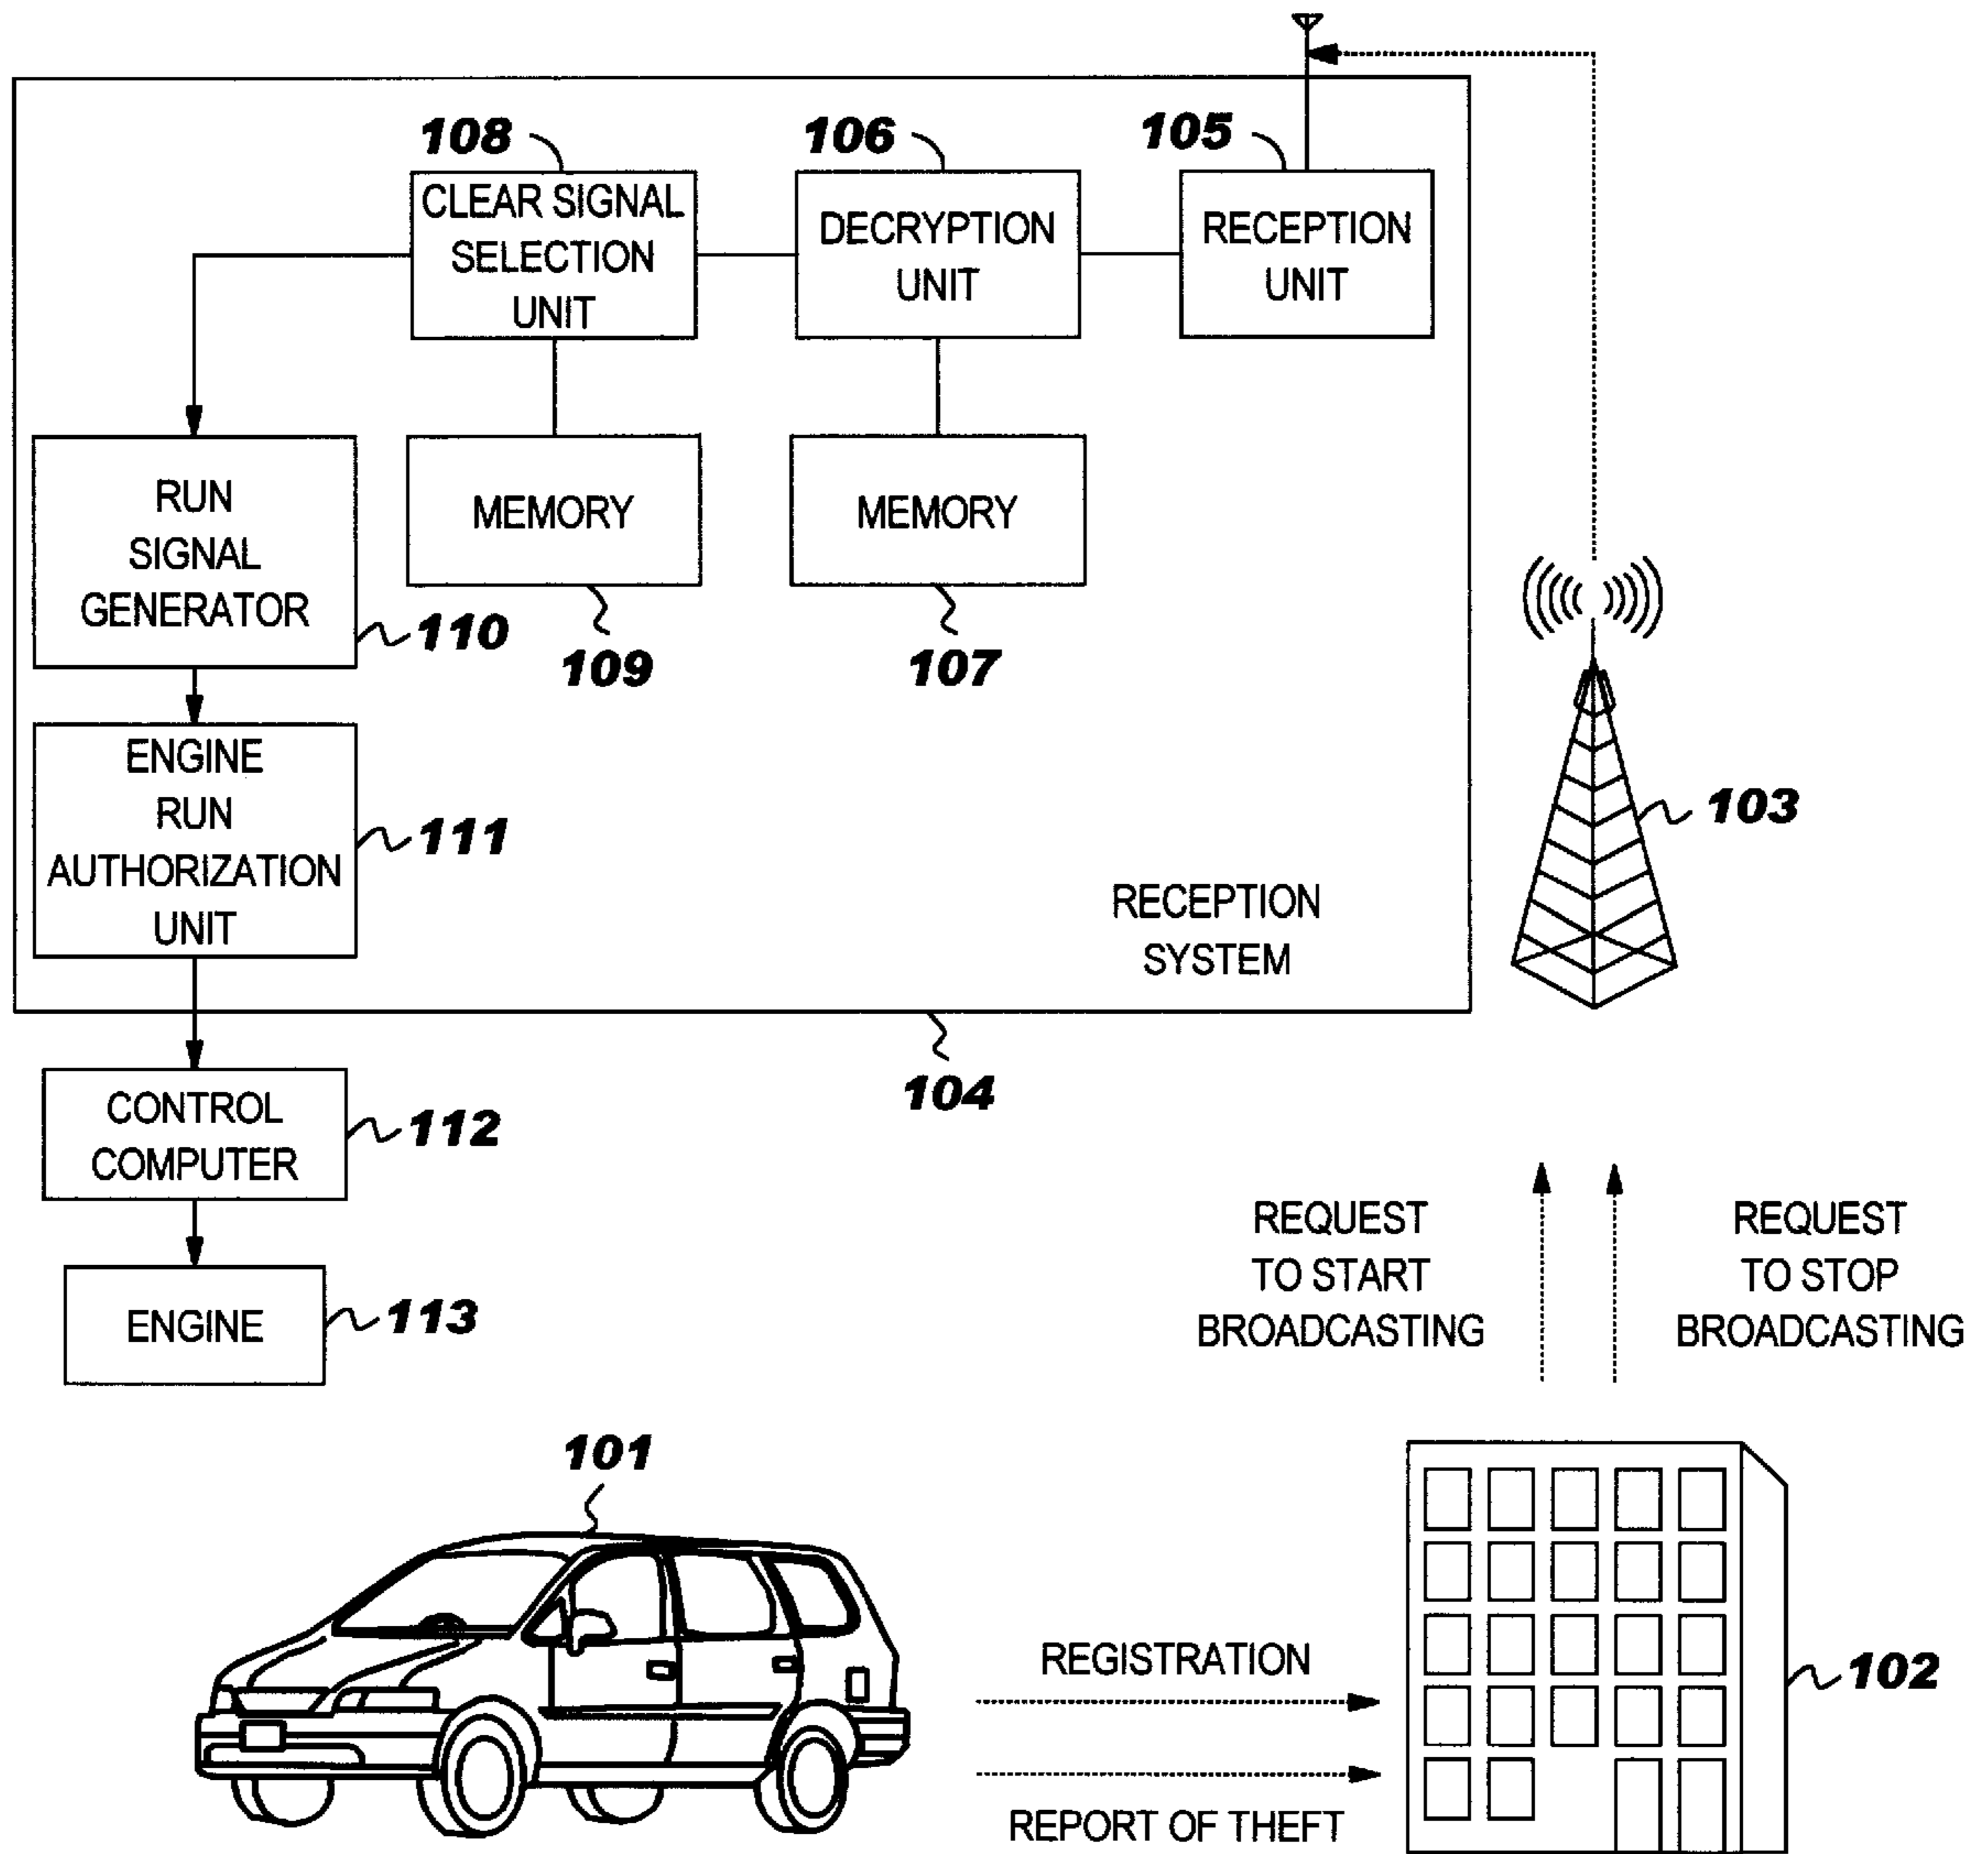 108
106
105
CLEAR SIGNAL
SELECTION
UNIT
DECRYPTION
UNIT
RECEPTION
UNIT
RUN
SIGNAL
GENERATOR
110
MEMORY
109
MEMORY
107
ENGINE
RUN
AUTHORIZATION
UNIT
111
RECEPTION
SYSTEM
103
104
CONTROL
COMPUTER
112
ENGINE
113
REQUEST
TO START
BROADCASTING
REQUEST
TO STOP
BROADCASTING
101
REGISTRATION
REPORT OF THEFT
102